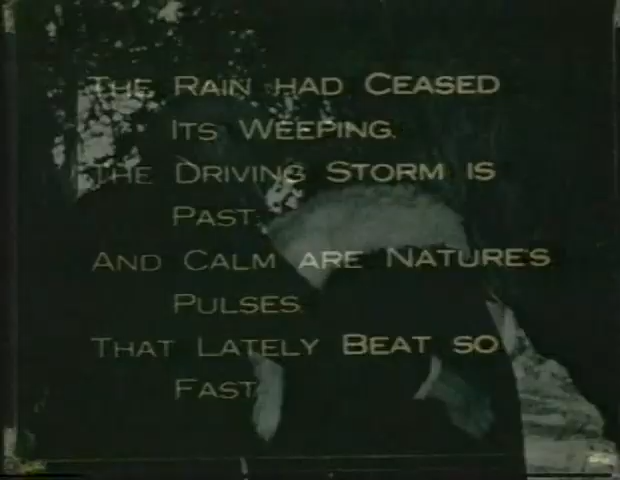 THE RAIN HAD CEASED
ITS WEEPING.
THE DRIVING STORM IS
PAST.
AND CALM ARE NATURE'S
PULSES.
THAT LATELY BEAT SO
FAST.